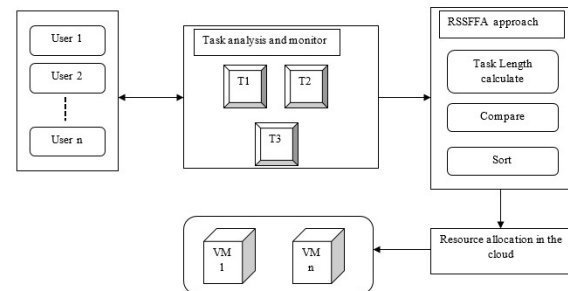 User 1
User 2
User n
Task analysis and monitor
T1
T2
T3
RSSFFA approach
Task Length
calculate
Compare
Sort
Resource allocation in the
cloud
VM
1
VM
n